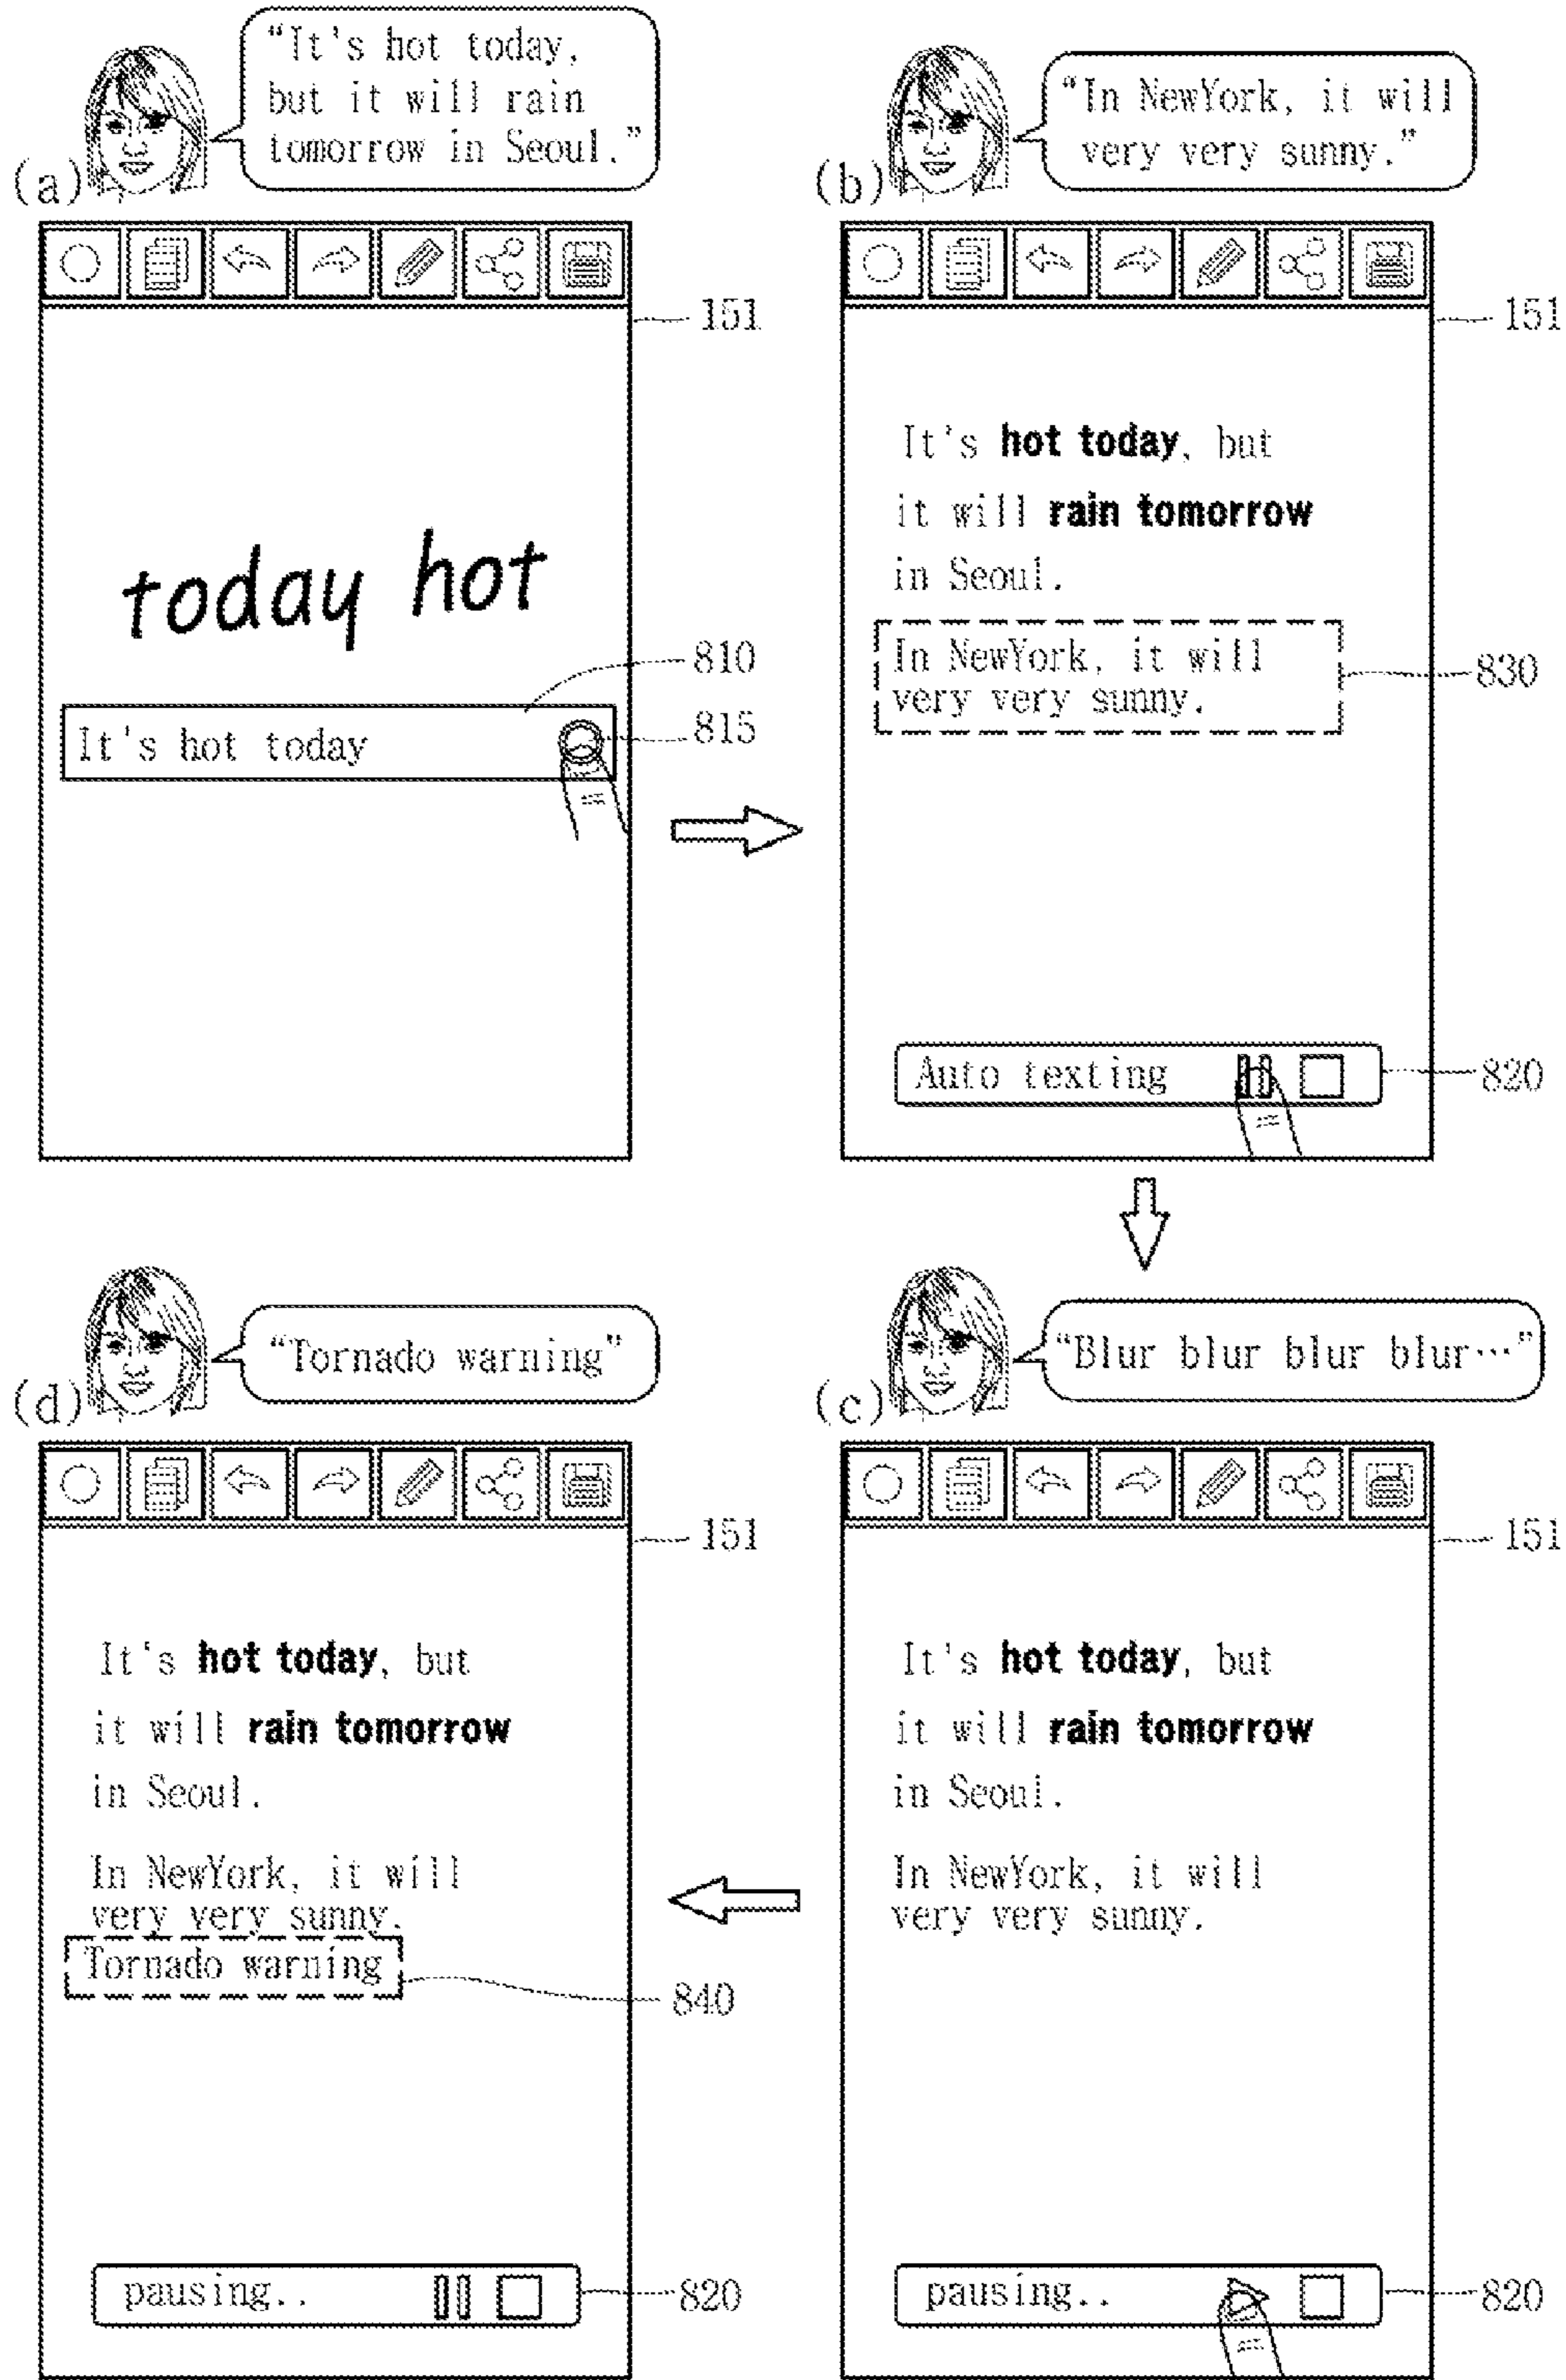 "It's hot today,
but it will rain
tomorrow in Seoul."
(a)
151
today hot
810
It's hot today
815
"In NewYork, it will
very very sunny."
(b)
151
It's hot today, but
it will rain tomorrow
in Seoul.
In NewYork, it will
very very sunny.
830
Auto texting
820
"Blur blur blur blur…"
(c)
151
It's hot today, but
it will rain tomorrow
in Seoul.
In NewYork, it will
very very sunny.
pausing..
820
"Tornado warning"
(d)
151
It's hot today, but
it will rain tomorrow
in Seoul.
In NewYork, it will
very very sunny.
Tornado warning
840
pausing..
820